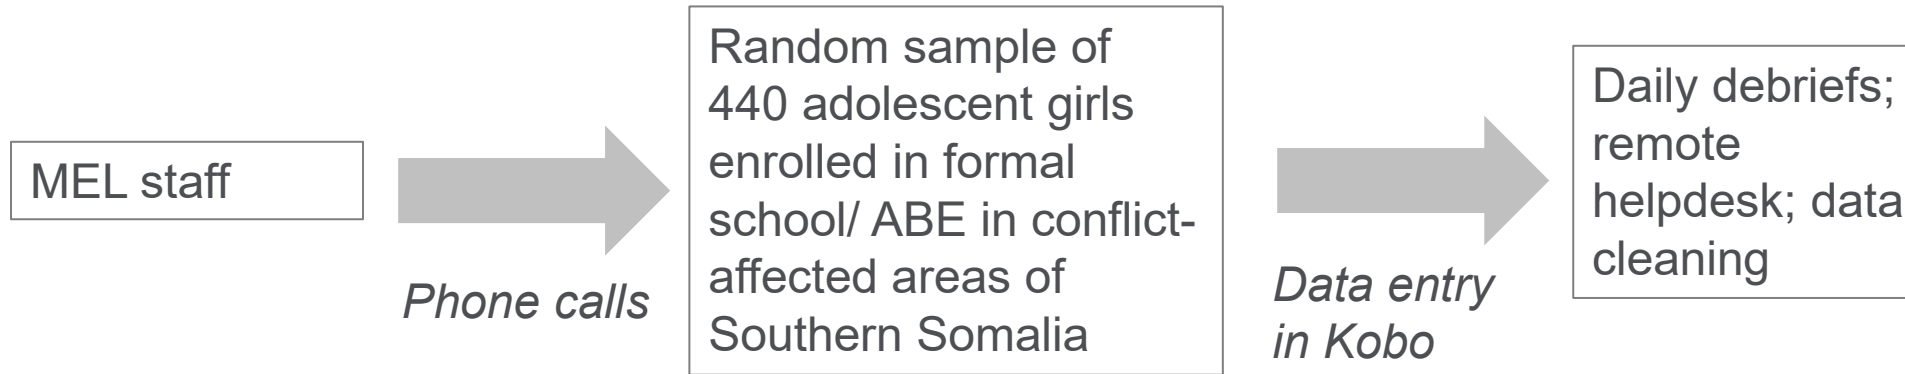 MEL staff
Phone calls
Random sample of
440 adolescent girls
enrolled in formal
school/ ABE in conflict-
affected areas of
Southern Somalia
Data entry
in Kobo
Daily debriefs;
remote
helpdesk; data
cleaning